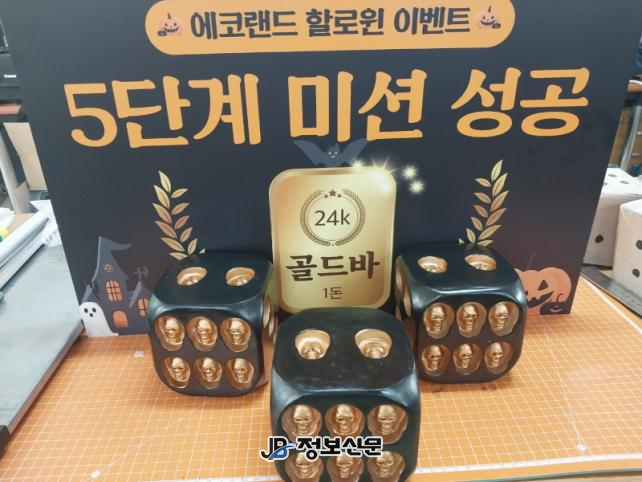 에코랜드 할로윈 이벤트
5단계 미션 성공
24k
골드바
1돈
JB 정보신문